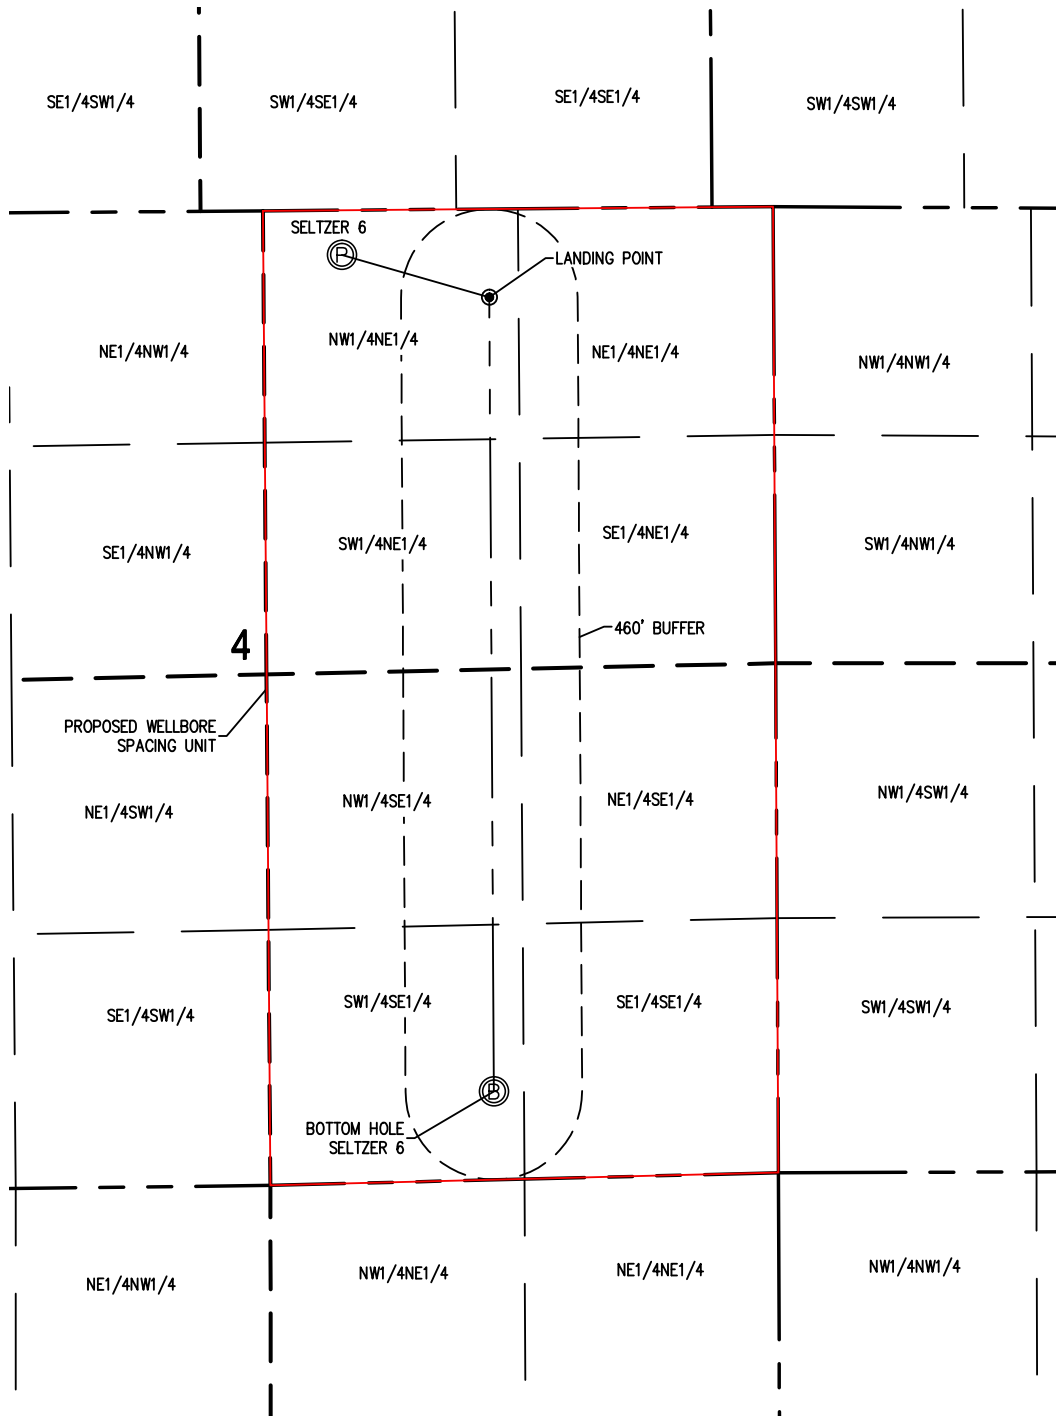 SE1/4SW1/4
SW1/4SE1/4
SE1/4SE1/4
SW1/4SW1/4
SELTZER 6
P
LANDING POINT
NE1/4NW1/4
NW1/4NE1/4
NE1/4NE1/4
NW1/4NW1/4
SE1/4NW1/4
SW1/4NE1/4
SE1/4NE1/4
SW1/4NW1/4
4
460' BUFFER
PROPOSED WELLBORE
SPACING UNIT
NE1/4SW1/4
NW1/4SE1/4
NE1/4SE1/4
NW1/4SW1/4
SE1/4SW1/4
SW1/4SE1/4
SE1/4SE1/4
SW1/4SW1/4
B
BOTTOM HOLE
SELTZER 6
NE1/4NW1/4
NW1/4NE1/4
NE1/4NE1/4
NW1/4NW1/4